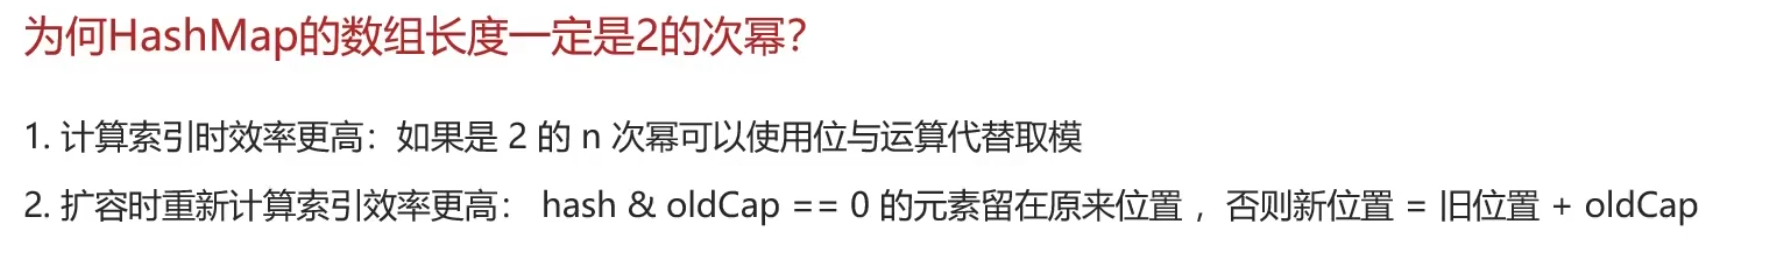 为何HashMap的数组长度一定是2的次幂?
1. 计算索引时效率更高：如果是 2 的 n 次幂可以使用位与运算代替取模
2. 扩容时重新计算索引效率更高： hash & oldCap == 0 的元素留在原来位置 ，否则新位置 = 旧位置 + oldCap